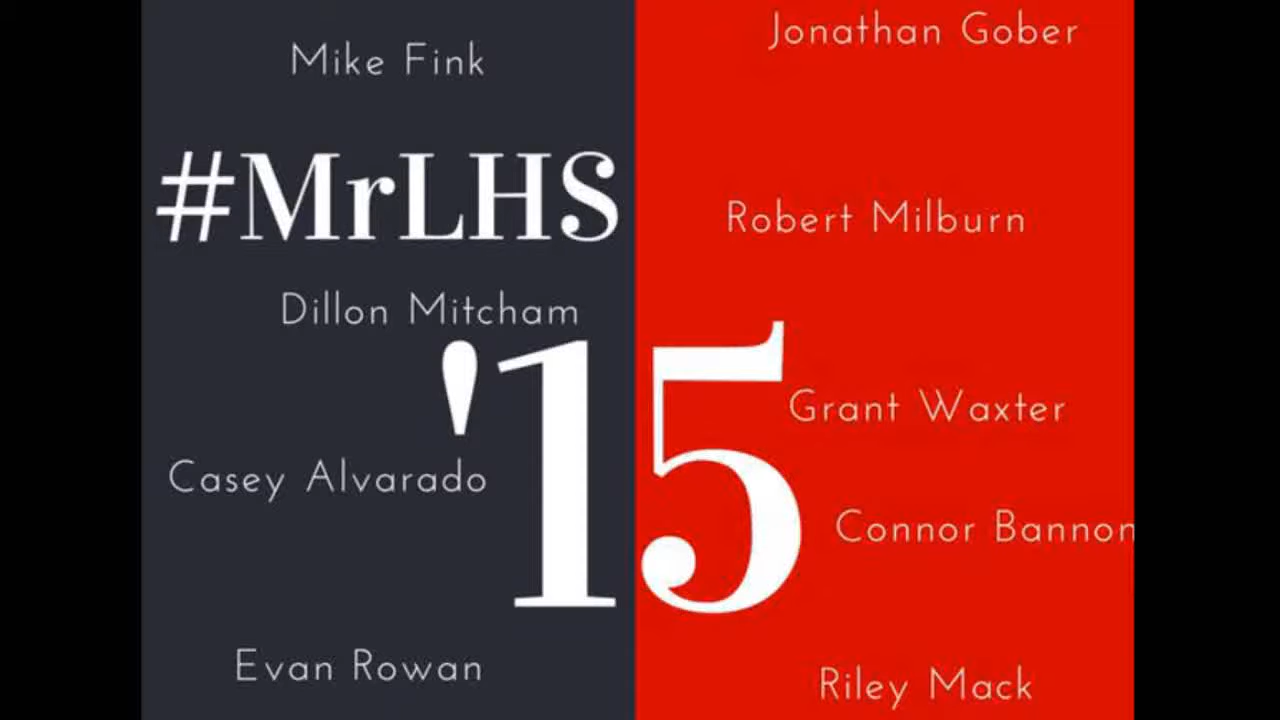 Mike Fink
#MrLHS
Dillon Mitcham
'15
Casey Alvarado
Evan Rowan
Jonathan Gober
Robert Milburn
Grant Waxter
Connor Bannon
Riley Mack